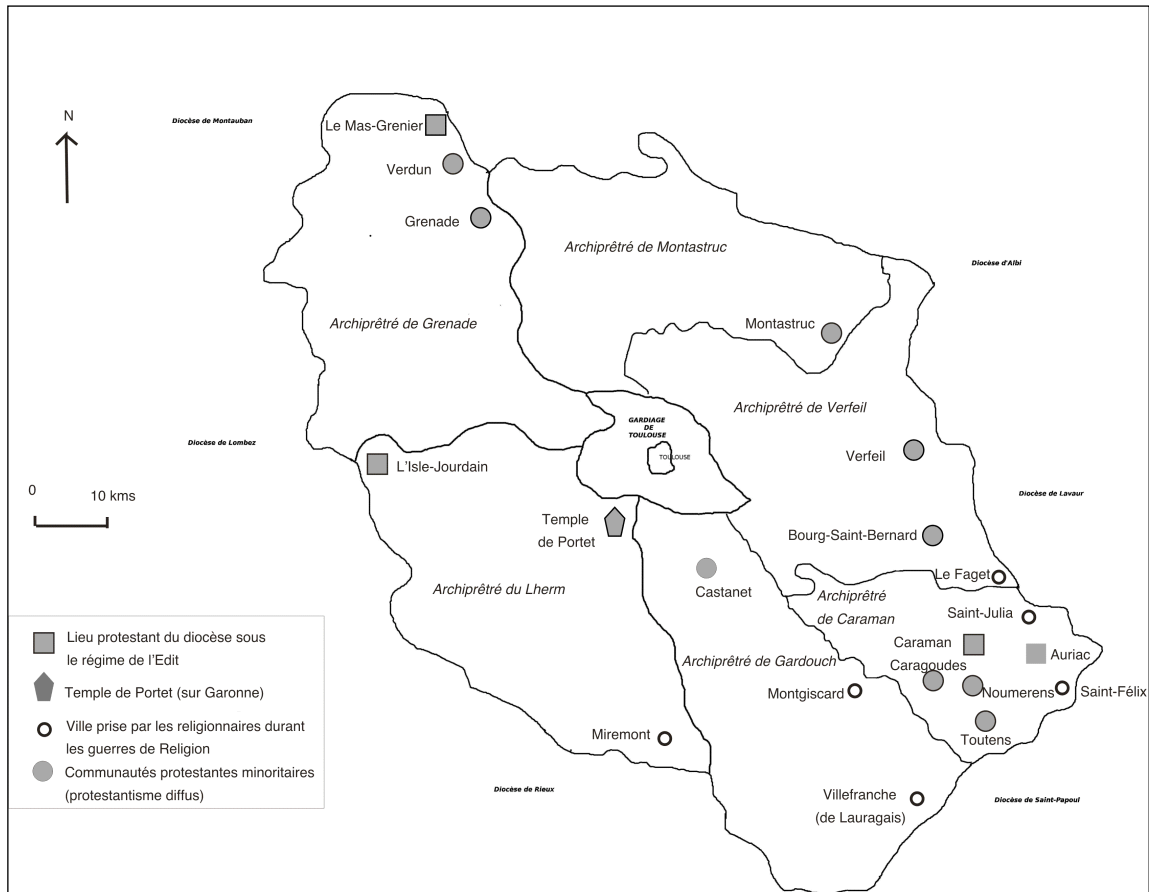 N
Diocèse de Montauban
Le Mas-Grenier
Verdun
Grenade
Archiprêtré de Montastruc
Diocèse d'Albi
Archiprêtré de Grenade
Montastruc
Archiprêtré de Verfeil
GARDIAGE
DE
TOULOUSE
TOULOUSE
Diocèse de Lombez
L'Isle-Jourdain
Verfeil
0 10 kms
Diocèse de Lavaur
Temple
de Portet
Bourg-Saint-Bernard
Le Faget
Castanet
Archiprêtré du Lherm
Archiprêtré
de Caraman
Saint-Julia
Caraman
Auriac
Caragoudes
Archiprêtré de Gardouch
Montgiscard
Noumerens
Saint-Félix
Toutens
Miremont
Villefranche
(de Lauragais)
Diocèse de Rieux
Diocèse de Saint-Papoul
Lieu protestant du diocèse sous
le régime de l'Edit
Temple de Portet (sur Garonne)
Ville prise par les religionnaires durant
les guerres de Religion
Communautés protestantes minoritaires
(protestantisme diffus)